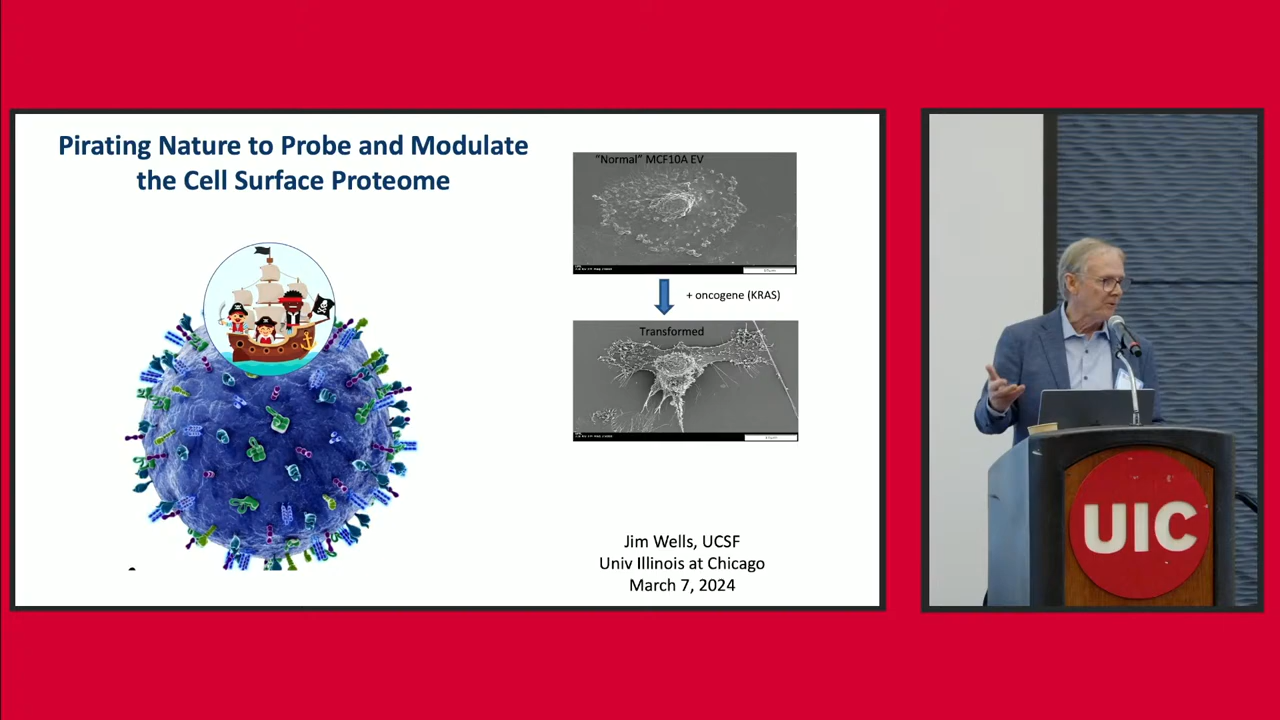 Pirating Nature to Probe and Modulate
the Cell Surface Proteome
"Normal" MCF10A EV
+ oncogene (KRAS)
Transformed
Jim Wells, UCSF
Univ Illinois at Chicago
March 7, 2024
UIC